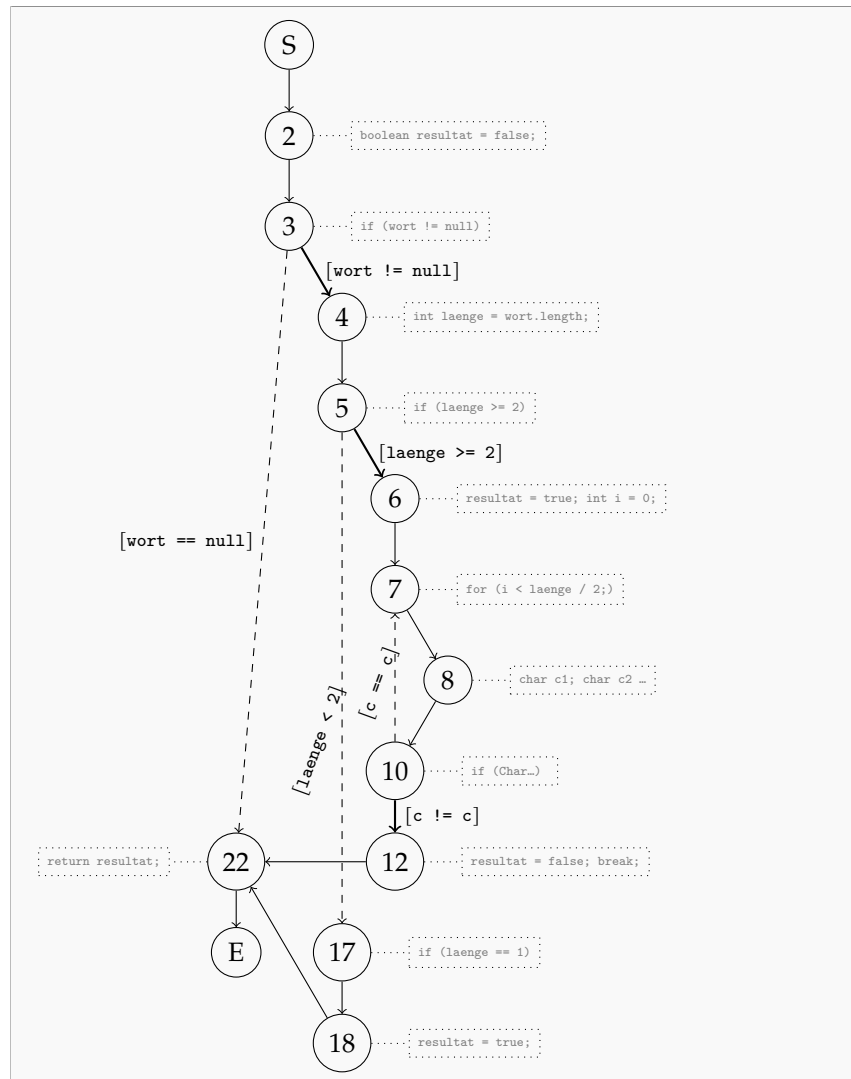 S
2
boolean resultat = false;
3
if (wort != null)
[wort != null]
4
int laenge = wort.length;
5
if (laenge >= 2)
[laenge >= 2]
6
resultat = true; int i = 0;
[wort == null]
7
for (i < laenge / 2;)
[c == c]
8
char c1; char c2 …
[laenge < 2]
10
if (Char…)
[c != c]
return resultat;
22
12
resultat = false; break;
E
17
if (laenge == 1)
18
resultat = true;